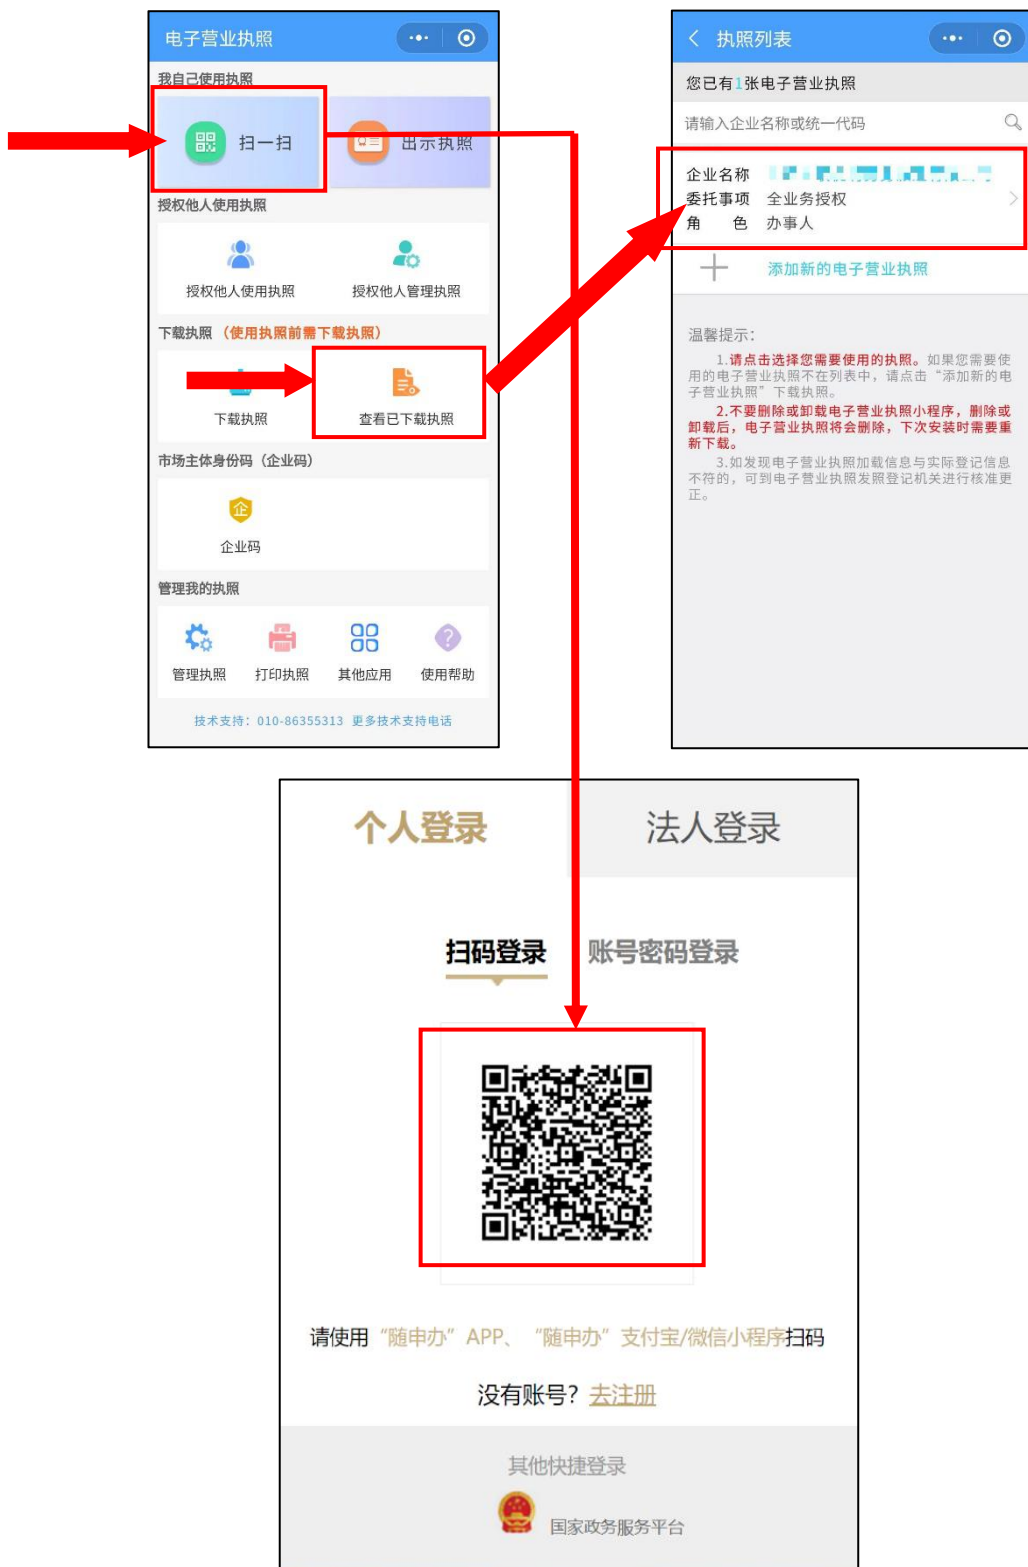 电子营业执照
我自己使用执照
扫一扫
出示执照
授权他人使用执照
授权他人使用执照
授权他人管理执照
下载执照（使用执照前需下载执照）
下载执照
查看已下载执照
市场主体身份码（企业码）
企
企业码
管理我的执照
管理执照
打印执照
其他应用
使用帮助
技术支持：010-86355313 更多技术支持电话
执照列表
您已有1张电子营业执照
请输入企业名称或统一代码
企业名称
委托事项 全业务授权
角 色 办事人
添加新的电子营业执照
温馨提示：
1.请点击选择您需要使用的执照。如果您需要使
用的电子营业执照不在列表中，请点击“添加新的电
子营业执照”下载执照。
2.不要删除或卸载电子营业执照小程序，删除或
卸载后，电子营业执照将会删除，下次安装时需要重
新下载。
3.如发现电子营业执照加载信息与实际登记信息
不符的，可到电子营业执照发照登记机关进行核准更
正。
个人登录
法人登录
扫码登录
账号密码登录
请使用“随申办”APP、“随申办”支付宝/微信小程序扫码
没有账号？去注册
其他快捷登录
国家政务服务平台